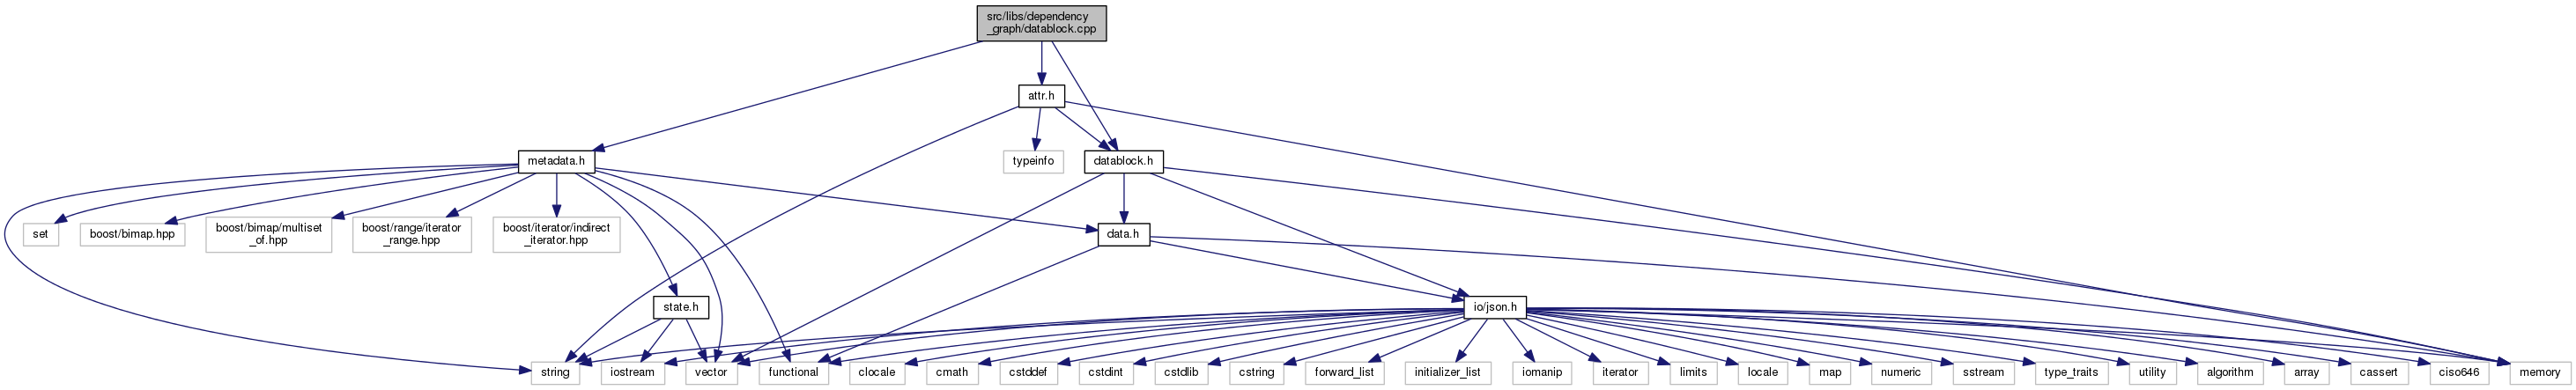 src/libs/dependency
_graph/datablock.cpp
attr.h
metadata.h
typeinfo
datablock.h
set
boost/bimap.hpp
boost/bimap/multiset
_of.hpp
boost/range/iterator
_range.hpp
boost/iterator/indirect
_iterator.hpp
data.h
state.h
io/json.h
string
iostream
vector
functional
clocale
cmath
cstddef
cstdint
cstdlib
cstring
forward_list
initializer_list
iomanip
iterator
limits
locale
map
numeric
sstream
type_traits
utility
algorithm
array
cassert
ciso646
memory